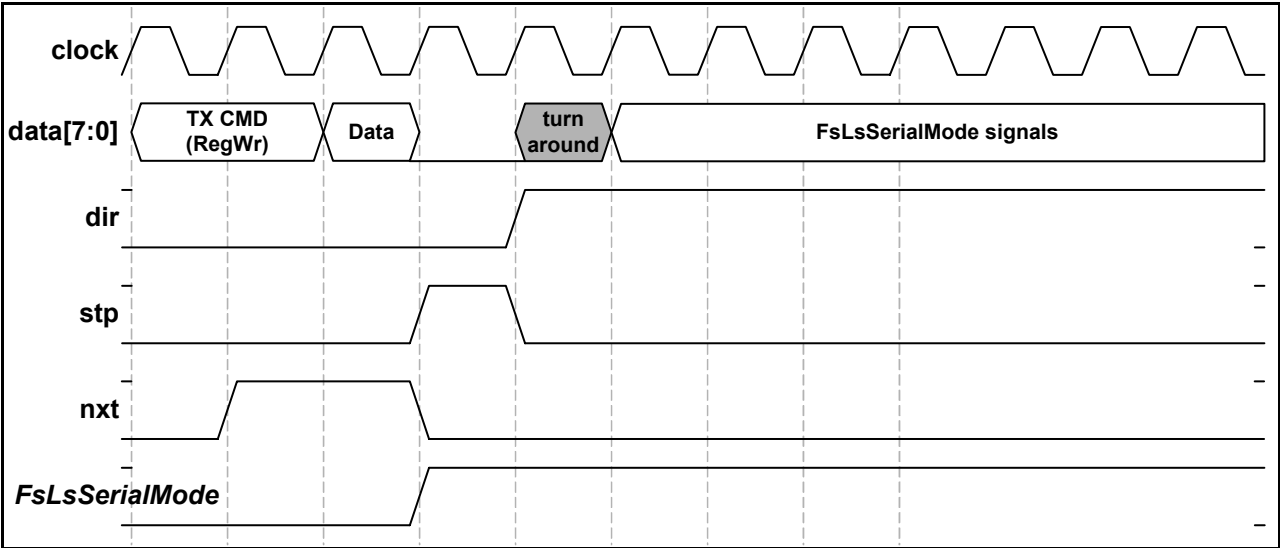 clock
data[7:0]
TX CMD
(RegWr)
Data
turn
around
FsLsSerialMode signals
dir
stp
nxt
FsLsSerialMode